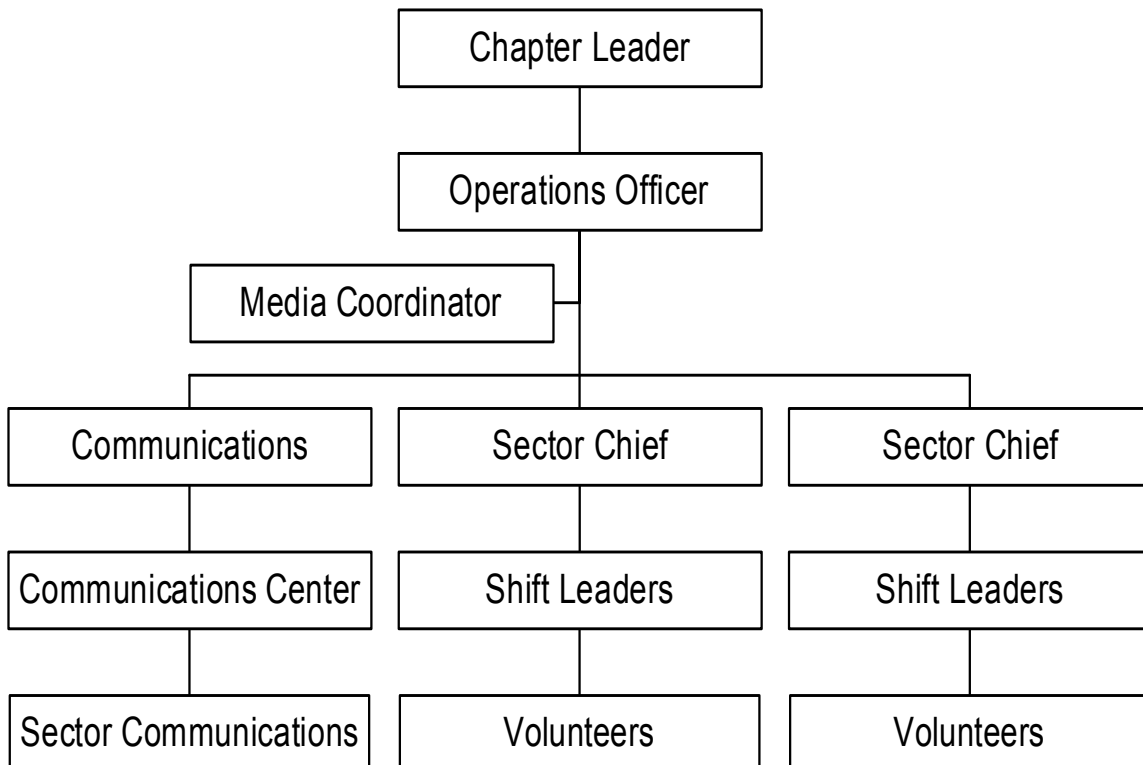 Chapter Leader
Operations Officer
Media Coordinator
Communications
Sector Chief
Sector Chief
Communications Center
Shift Leaders
Shift Leaders
Sector Communications
Volunteers
Volunteers